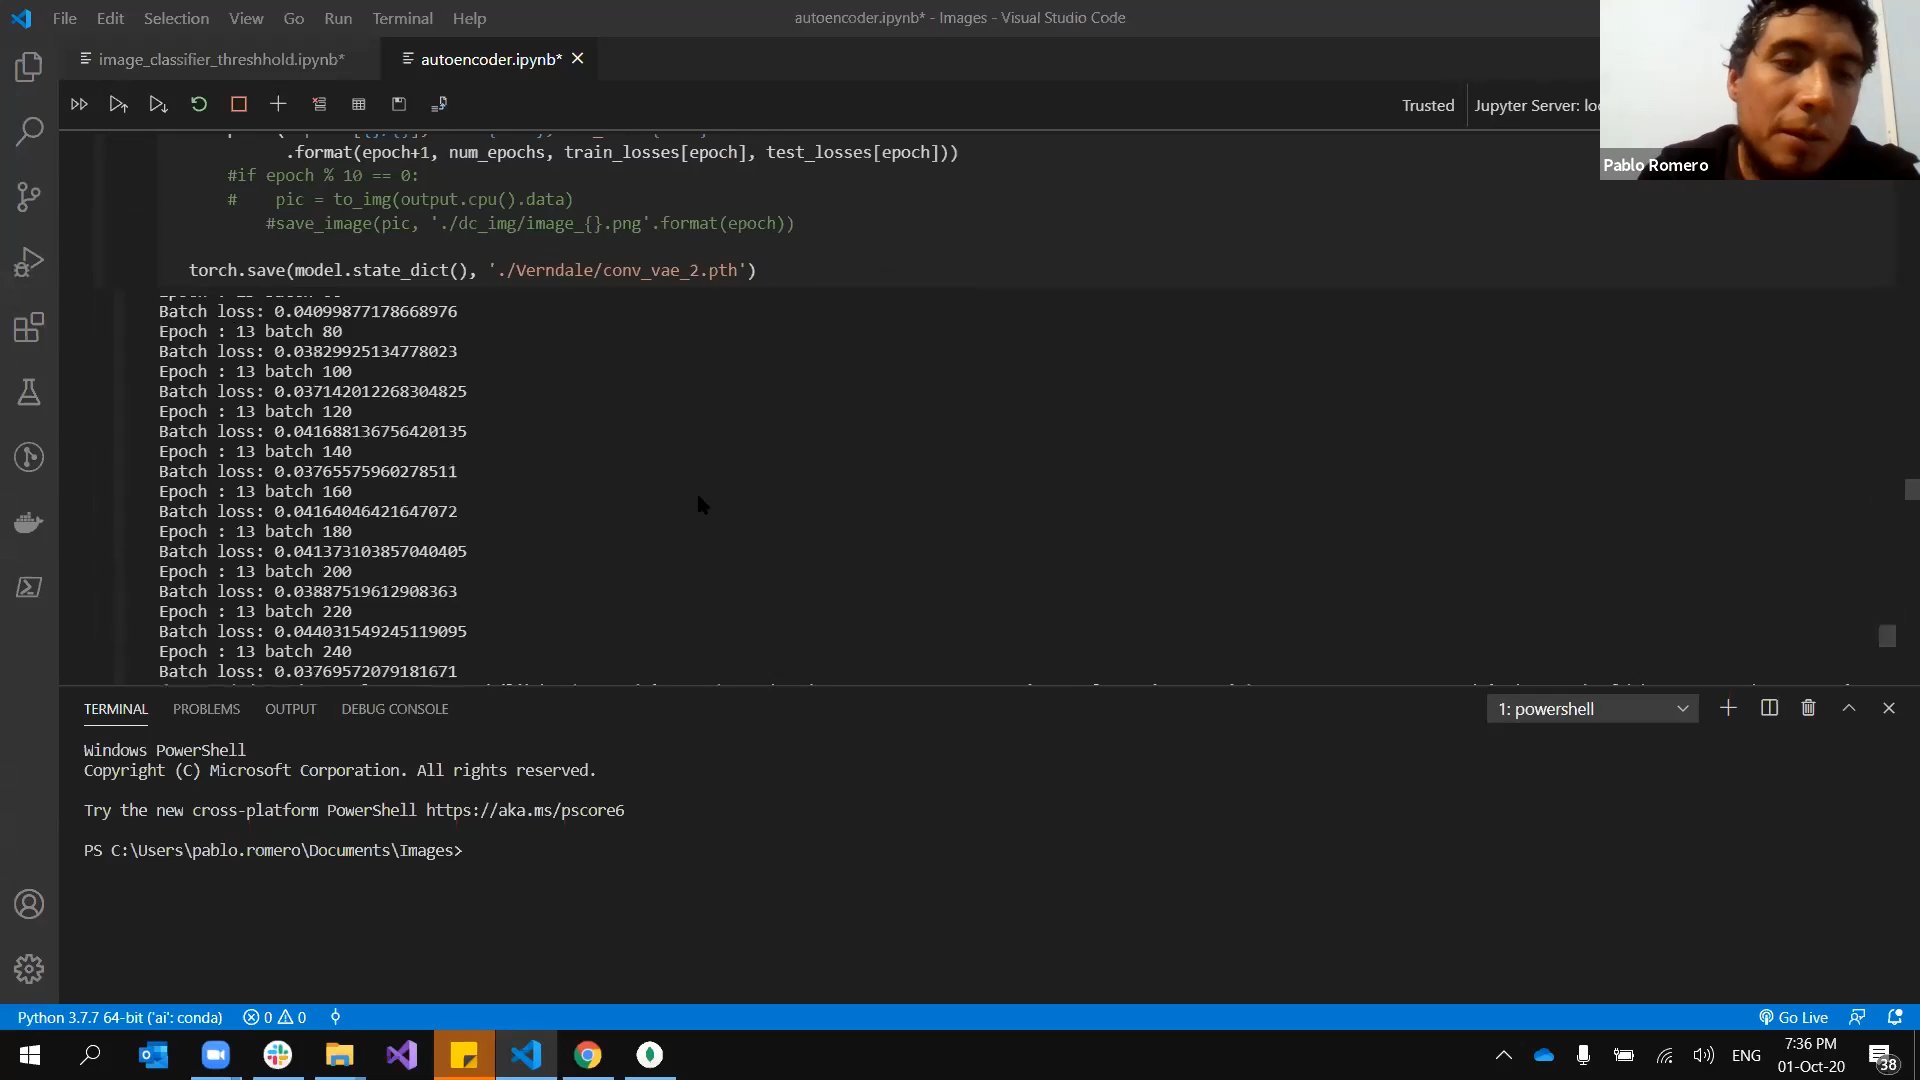 File Edit Selection View Go Run Terminal Help
autoencoder.ipynb* - Images - Visual Studio Code
image_classifier_threshhold.ipynb*
autoencoder.ipynb*
Trusted
Jupyter Server:
Pablo Romero
.format(epoch+1, num_epochs, train_losses[epoch], test_losses[epoch]))
#if epoch % 10 == 0:
#    pic = to_img(output.cpu().data)
#save_image(pic, './dc_img/image_{}.png'.format(epoch))
torch.save(model.state_dict(), './Verndale/conv_vae_2.pth')
Batch loss: 0.04099877178668976
Epoch : 13 batch 80
Batch loss: 0.03829925134778023
Epoch : 13 batch 100
Batch loss: 0.037142012268304825
Epoch : 13 batch 120
Batch loss: 0.041688136756420135
Epoch : 13 batch 140
Batch loss: 0.03765575960278511
Epoch : 13 batch 160
Batch loss: 0.04164046421647072
Epoch : 13 batch 180
Batch loss: 0.041373103857040405
Epoch : 13 batch 200
Batch loss: 0.03887519612908363
Epoch : 13 batch 220
Batch loss: 0.044031549245119095
Epoch : 13 batch 240
Batch loss: 0.03769572079181671
TERMINAL PROBLEMS OUTPUT DEBUG CONSOLE
1: powershell
Windows PowerShell
Copyright (C) Microsoft Corporation. All rights reserved.
Try the new cross-platform PowerShell https://aka.ms/pscore6
PS C:\Users\pablo.romero\Documents\Images>
Python 3.7.7 64-bit ('ai': conda)
0
0
Go Live
ENG
7:36 PM
01-Oct-20
38